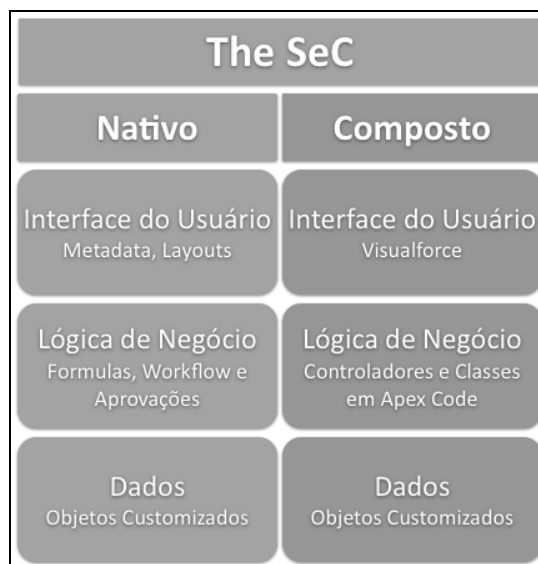 The SeC
Nativo
Composto
Interface do Usuário
Metadata, Layouts
Interface do Usuário
Visualforce
Lógica de Negócio
Formulas, Workflow e
Aprovações
Lógica de Negócio
Controladores e Classes
em Apex Code
Dados
Objetos Customizados
Dados
Objetos Customizados